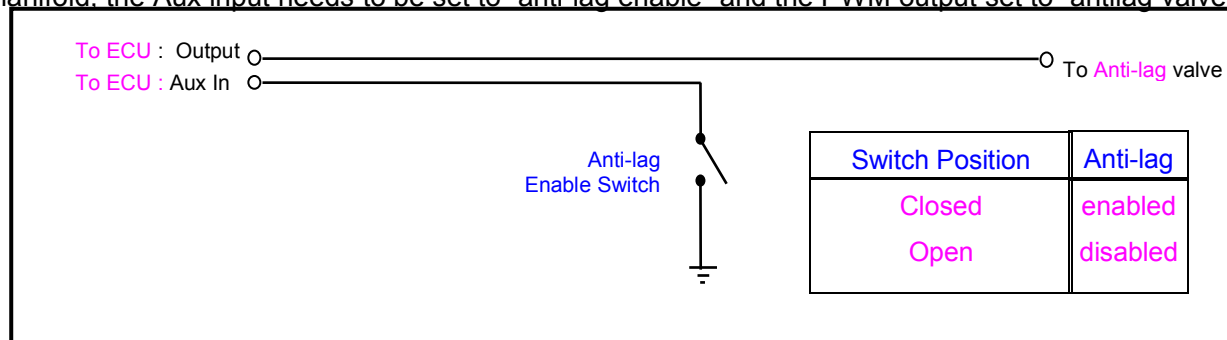 manifold, the Aux input needs to be set to "anti-lag enable" and the PWM output set to "antilag valve
To ECU : Output
To Anti-lag valve
To ECU : Aux In
Anti-lag
Enable Switch
Switch Position Anti-lag
Closed enabled
Open disabled